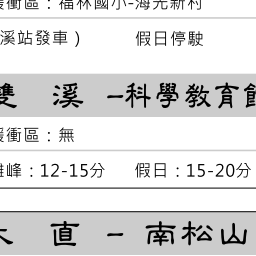 緩衝區：福林國小-海光新村
溪站發車）
假日停駛
雙 溪 –科學教育館
緩衝區：無
離峰：12-15分 假日：15-20分
大 直 – 南松山